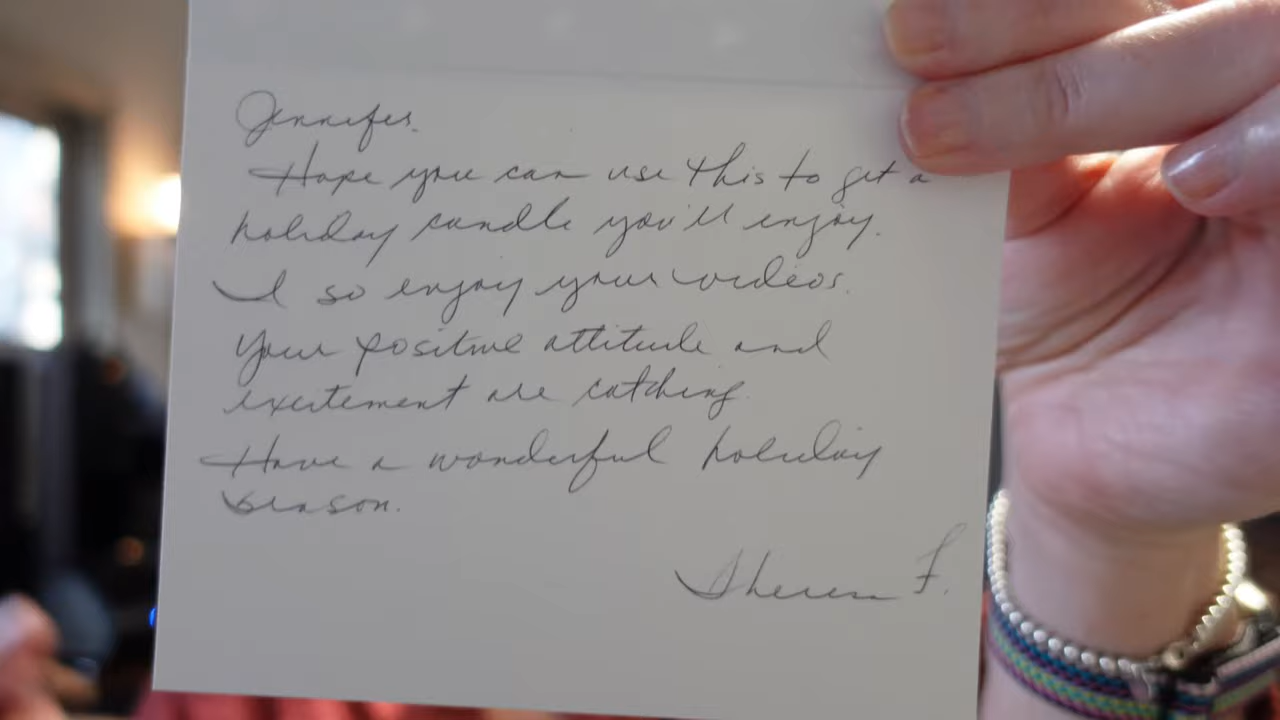 Jennifer,
Hope you can use this to get a
holiday candle you'll enjoy.
I so enjoy your videos.
Your positive attitude and
excitement are catching.
Have a wonderful holiday
season.
Theresa F.